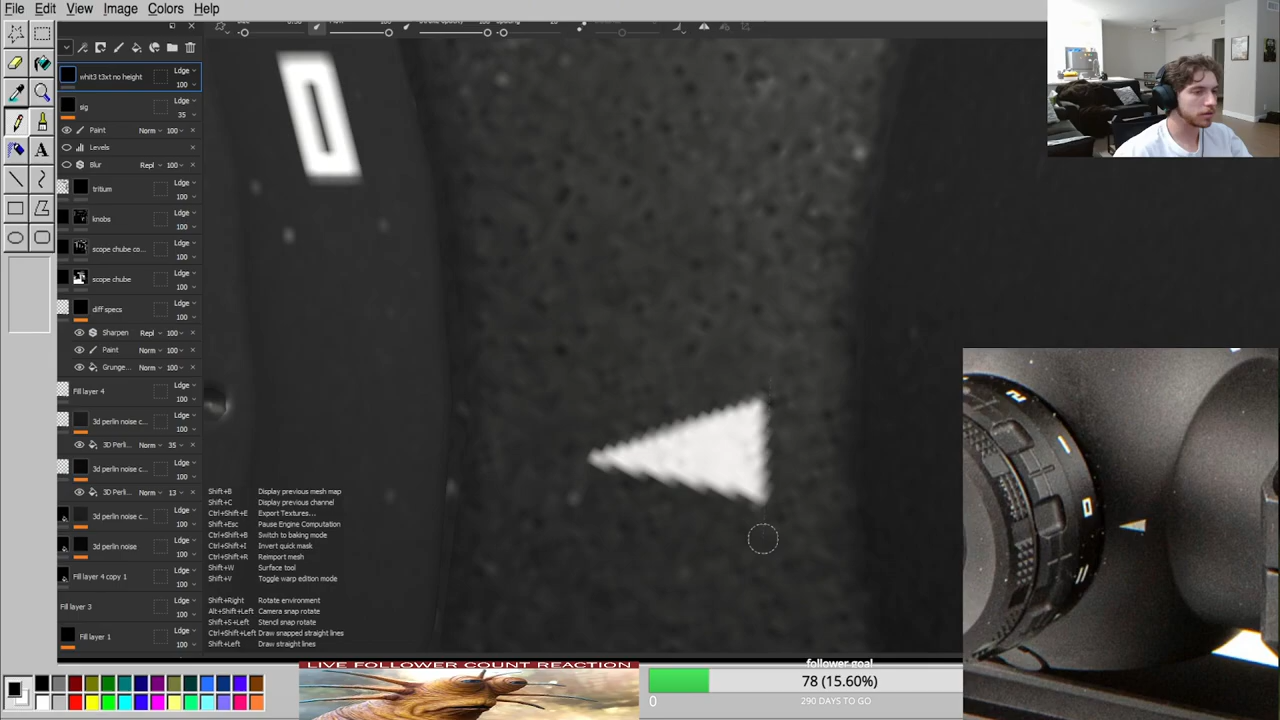 File Edit View Image Colors Help
whit3 t3xt no height
Ldge
100
sig
Ldge
35
Paint
Norm
100
Levels
Blur
Repl
100
tritium
Ldge
100
knobs
Ldge
100
scope chube co...
Ldge
100
scope chube
Ldge
100
diff specs
Ldge
100
Sharpen
Repl
100
Paint
Norm
100
Grunge...
Norm
100
Fill layer 4
Ldge
100
3d perlin noise c...
Ldge
100
3D Perli...
Norm
35
3d perlin noise c...
Ldge
100
3D Perli...
Norm
13
3d perlin noise c...
Ldge
100
3d perlin noise
Ldge
100
Fill layer 4 copy 1
Ldge
100
Fill layer 3
Ldge
100
Fill layer 1
Ldge
100
0
Shift+B Display previous mesh map
Shift+C Display previous channel
Ctrl+Shift+E Export Textures...
Shift+Esc Pause Engine Computation
Ctrl+Shift+B Switch to baking mode
Ctrl+Shift+I Invert quick mask
Ctrl+Shift+R Reimport mesh
Shift+W Surface tool
Shift+V Toggle warp edition mode
Shift+Right Rotate environment
Alt+Shift+Left Camera snap rotate
Shift+S+Left Stencil snap rotate
Ctrl+Shift+Left Draw snapped straight lines
Shift+Left Draw straight lines
2
1
0
LIVE FOLLOWER COUNT REACTION
follower goal
78 (15.60%)
0
290 DAYS TO GO